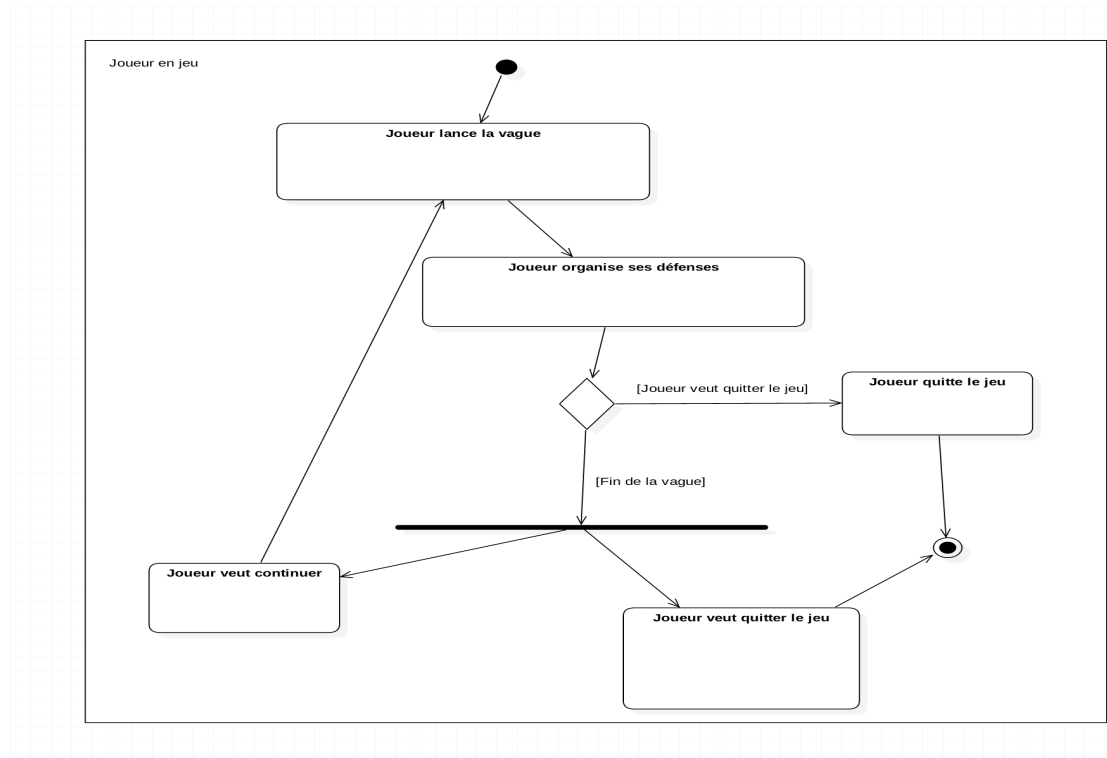 Joueur en jeu
Joueur lance la vague
Joueur organise ses défenses
Joueur quitte le jeu
[Joueur veut quitter le jeu]
[Fin de la vague]
Joueur veut continuer
Joueur veut quitter le jeu